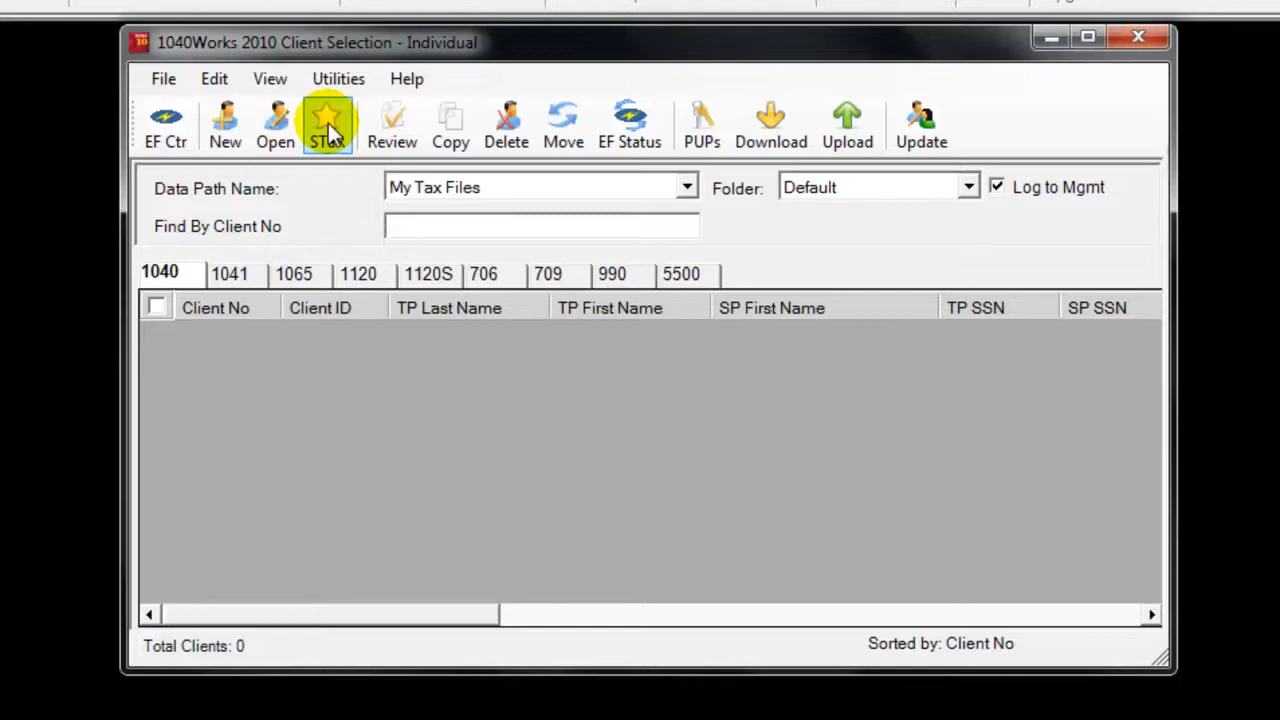 1040Works 2010 Client Selection - Individual
File Edit View Utilities Help
EF Ctr New Open STAR Review Copy Delete Move EF Status PUPs Download Upload Update
Data Path Name: My Tax Files Folder: Default Log to Mgmt
Find By Client No
1040 1041 1065 1120 1120S 706 709 990 5500
Client No Client ID TP Last Name TP First Name SP First Name TP SSN SP SSN
Total Clients: 0 Sorted by: Client No